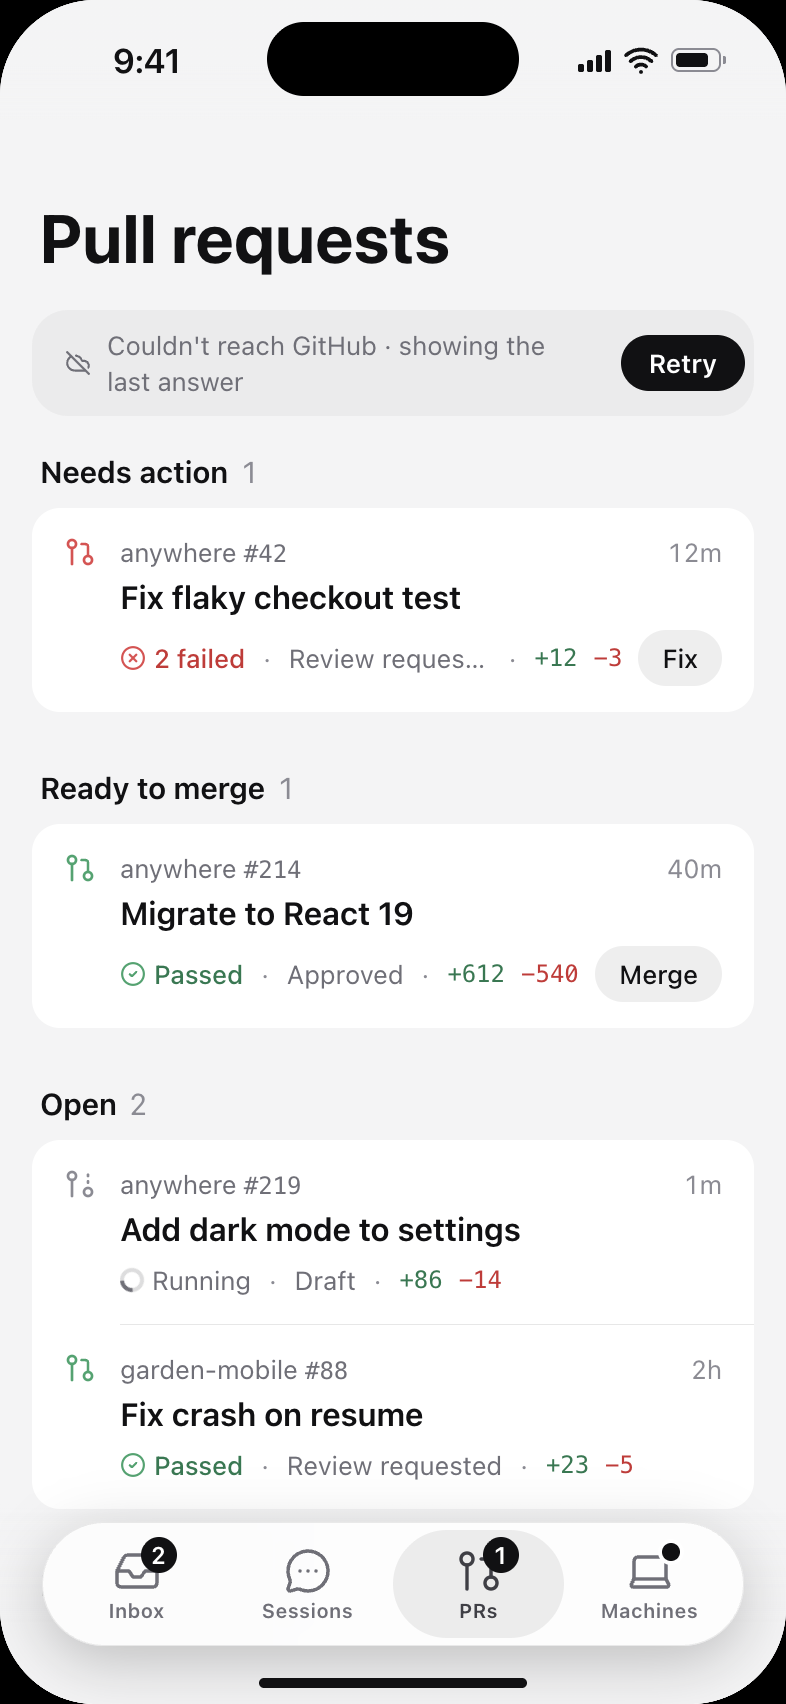 9:41
Pull requests
Couldn't reach GitHub · showing the
last answer
Retry
Needs action 1
anywhere #42 12m
Fix flaky checkout test
2 failed · Review reques... · +12 −3 Fix
Ready to merge 1
anywhere #214 40m
Migrate to React 19
Passed · Approved · +612 −540 Merge
Open 2
anywhere #219 1m
Add dark mode to settings
Running · Draft · +86 −14
garden-mobile #88 2h
Fix crash on resume
Passed · Review requested · +23 −5
2 1
Inbox Sessions PRs Machines